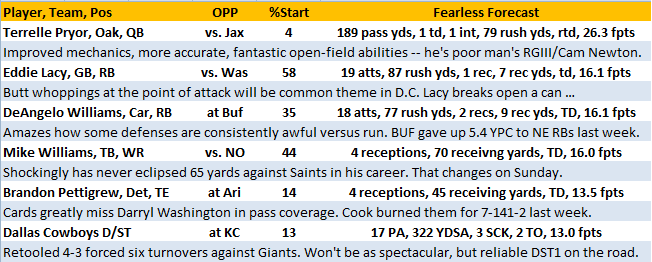 Player, Team, Pos OPP %Start Fearless Forecast
Terrelle Pryor, Oak, QB vs. Jax 4 189 pass yds, 1 td, 1 int, 79 rush yds, rtd, 26.3 fpts
Improved mechanics, more accurate, fantastic open-field abilities -- he's poor man's RGIII/Cam Newton.
Eddie Lacy, GB, RB vs. Was 58 19 atts, 87 rush yds, 1 rec, 7 rec yds, td, 16.1 fpts
Butt whoppings at the point of attack will be common theme in D.C. Lacy breaks open a can ...
DeAngelo Williams, Car, RB at Buf 35 18 atts, 77 rush yds, 2 recs, 9 rec yds, TD, 16.1 fpts
Amazes how some defenses are consistently awful versus run. BUF gave up 5.4 YPC to NE RBs last week.
Mike Williams, TB, WR vs. NO 44 4 receptions, 70 receivng yards, TD, 16.0 fpts
Shockingly has never eclipsed 65 yards against Saints in his career. That changes on Sunday.
Brandon Pettigrew, Det, TE at Ari 14 4 receptions, 45 receiving yards, TD, 13.5 fpts
Cards greatly miss Darryl Washington in pass coverage. Cook burned them for 7-141-2 last week.
Dallas Cowboys D/ST at KC 13 17 PA, 322 YDSA, 3 SCK, 2 TO, 13.0 fpts
Retooled 4-3 forced six turnovers against Giants. Won't be as spectacular, but reliable DST1 on the road.